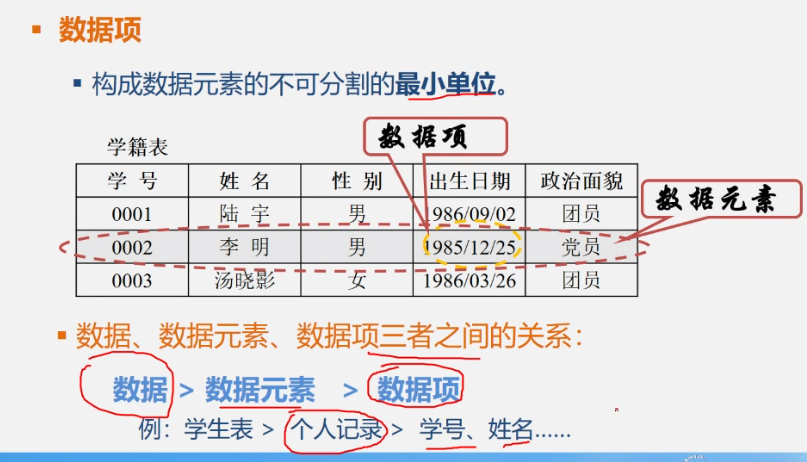 数据项
构成数据元素的不可分割的最小单位。
数据项
学籍表
学 号 姓 名 性 别 出生日期 政治面貌
数据元素
0001 陆 宇 男 1986/09/02 团员
0002 李 明 男 1985/12/25 党员
0003 汤晓影 女 1986/03/26 团员
数据、数据元素、数据项三者之间的关系：
数据 > 数据元素 > 数据项
例：学生表 > 个人记录 > 学号、姓名……